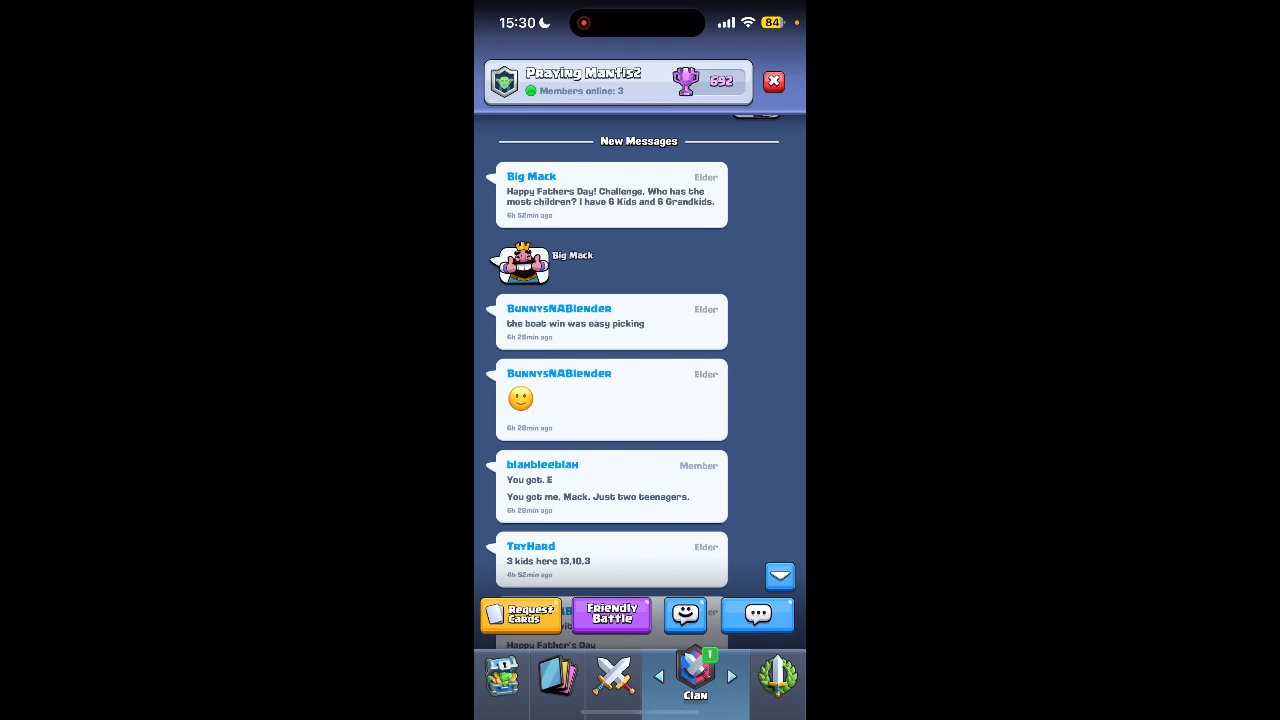 15:30
84
Praying Mantis2
692
Members online: 3
New Messages
Big Mack
Elder
Happy Fathers Day! Challenge. Who has the
most children? I have 6 Kids and 6 Grandkids.
6h 52min ago
Big Mack
BunnysNABlender
Elder
the boat win was easy picking
6h 28min ago
BunnysNABlender
Elder
6h 28min ago
blahbleeblah
Member
You got. E
You got me, Mack. Just two teenagers.
5h 28min ago
TryHard
Elder
3 kids here 13,10,3
4h 52min ago
Happy Father's Day
Request
Cards
Friendly
Battle
1
1
Clan